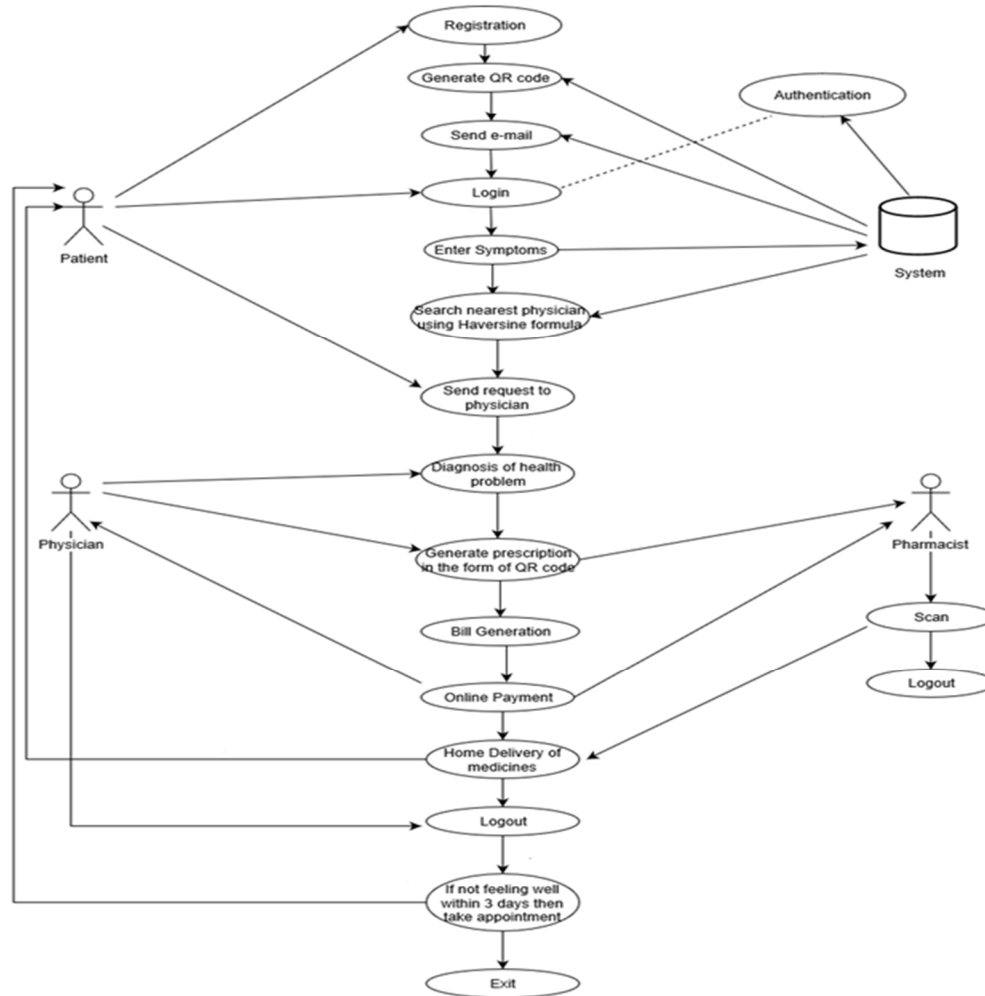 Registration
Generate QR code
Authentication
Send e-mail
Login
Patient
Enter Symptoms
System
Search nearest physician
using Haversine formula
Send request to
physician
Diagnosis of health
problem
Physician
Pharmacist
Generate prescription
in the form of QR code
Scan
Bill Generation
Logout
Online Payment
Home Delivery of
medicines
Logout
If not feeling well
within 3 days then
take appointment
Exit